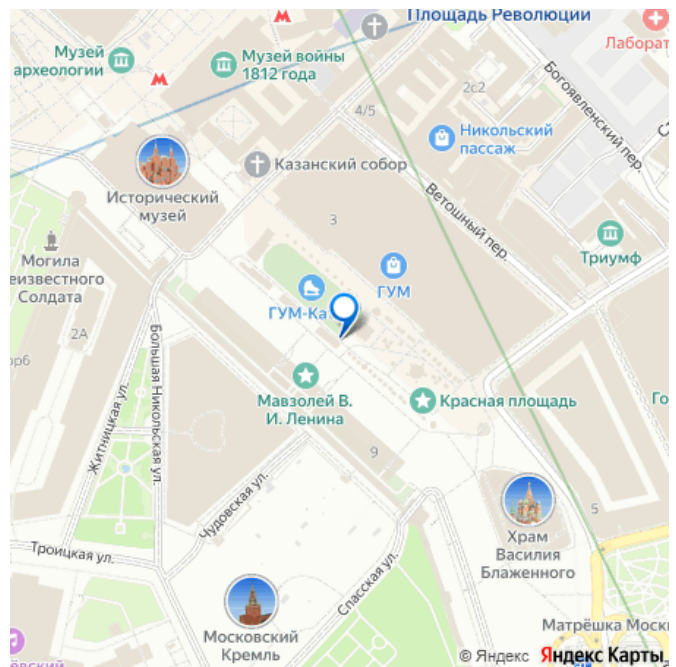 Площадь Революции
Лаборат
Музей
археологии
Музей войны
1812 года
2с2
4/5
Богоявленский пер.
Никольский
пассаж
Казанский собор
Исторический
музей
3
Ветошный пер.
Триумф
Могила
еизвестного
Солдата
ГУМ
ГУМ-Ка
2А
Мавзолей В.
И. Ленина
Красная площадь
Го
Житницкая ул.
Большая Никольская ул.
9
Чудовская ул.
5
Храм
Василия
Блаженного
Троицкая ул.
Спасская ул.
Московский
Кремль
Матрёшка Моск
© Яндекс Яндекс Карты